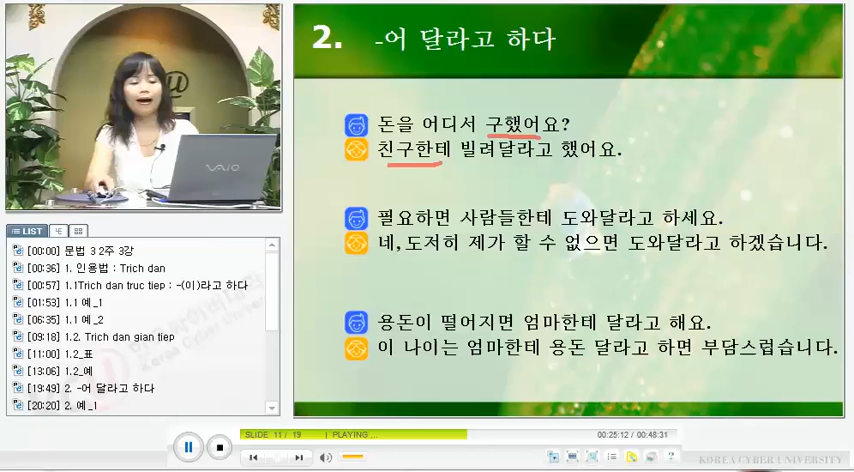 2. -어 달라고 하다
돈을 어디서 구했어요?
친구한테 빌려달라고 했어요.
필요하면 사람들한테 도와달라고 하세요.
네, 도저히 제가 할 수 없으면 도와달라고 하겠습니다.
용돈이 떨어지면 엄마한테 달라고 해요.
이 나이는 엄마한테 용돈 달라고 하면 부담스럽습니다.
VAIO
LIST
[00:00] 문법 3 2주 3강
[00:36] 1. 인용법 : Trich dan
[00:57] 1.1Trich dan truc tiep : -(이)라고 하다
[01:53] 1.1 예_1
[06:35] 1.1 예_2
[09:18] 1.2. Trich dan gian tiep
[11:00] 1.2_표
[13:06] 1.2_예
[19:49] 2. -어 달라고 하다
[20:20] 2. 예_1
SLIDE 11 / 19 | PLAYING ...
00:25:12 / 00:48:31
KOREA CYBER UNIVERSITY